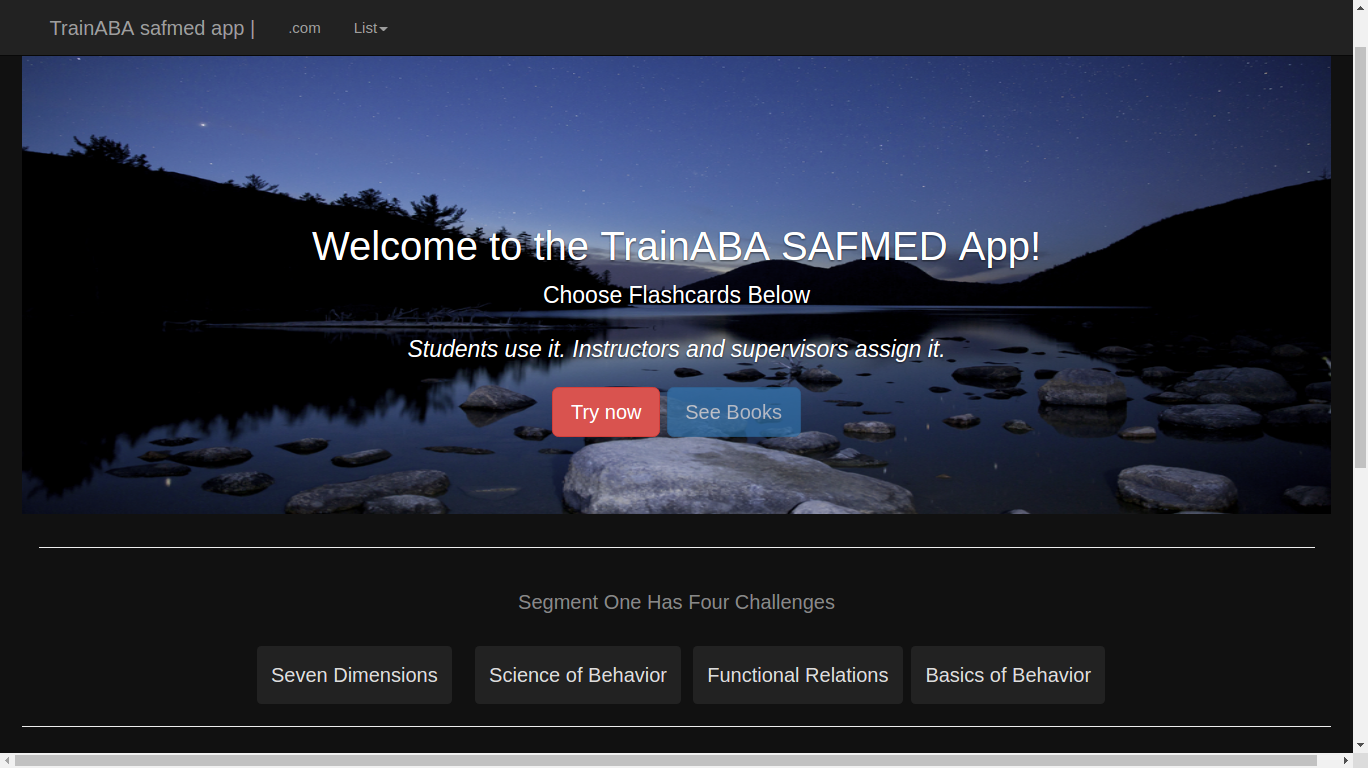 TrainABA safmed app | .com List
Welcome to the TrainABA SAFMED App!
Choose Flashcards Below
Students use it. Instructors and supervisors assign it.
Try now See Books
Segment One Has Four Challenges
Seven Dimensions Science of Behavior Functional Relations Basics of Behavior